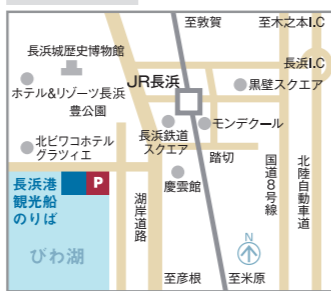 至敦賀
至木之本I.C
長浜城歴史博物館
長浜I.C
JR長浜
黒壁スクエア
ホテル&リゾーツ長浜
豊公園
長浜鉄道
スクエア
モンデクール
北ビワコホテル
グラツィエ
踏切
慶雲館
長浜港
観光船
のりば
P
湖岸道路
国道8号線
北陸自動車道
びわ湖
N
至彦根
至米原